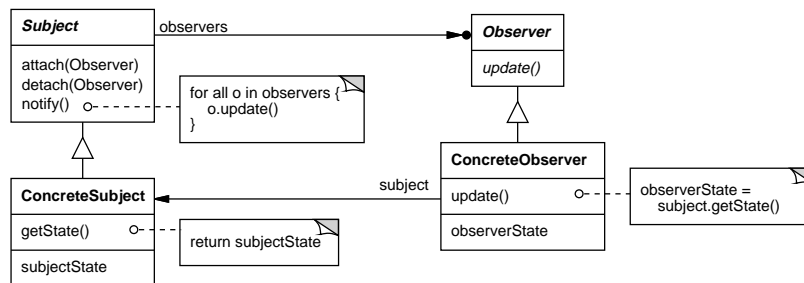 Subject
observers
Observer
attach(Observer)
detach(Observer)
notify()
for all o in observers {
o.update()
}
update()
ConcreteSubject
subject
ConcreteObserver
getState()
return subjectState
update()
observerState =
subject.getState()
subjectState
observerState